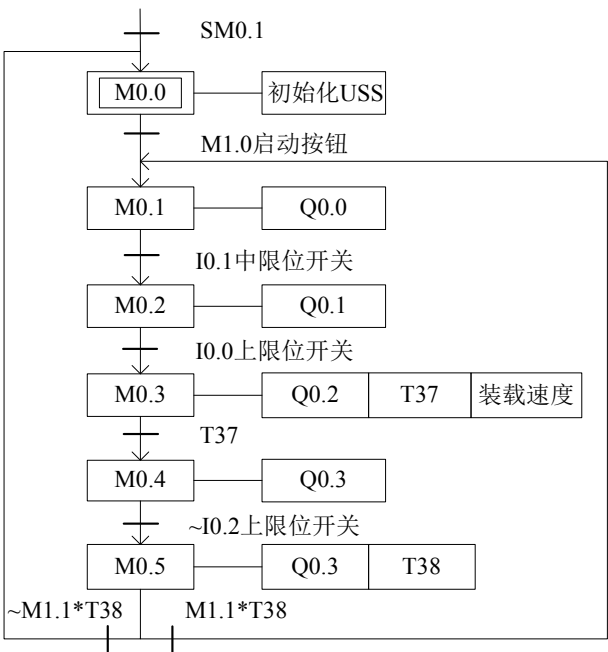 SM0.1
M0.0 初始化USS
M1.0启动按钮
M0.1 Q0.0
I0.1中限位开关
M0.2 Q0.1
I0.0上限位开关
M0.3 Q0.2 T37 装载速度
T37
M0.4 Q0.3
~I0.2上限位开关
M0.5 Q0.3 T38
~M1.1*T38 M1.1*T38